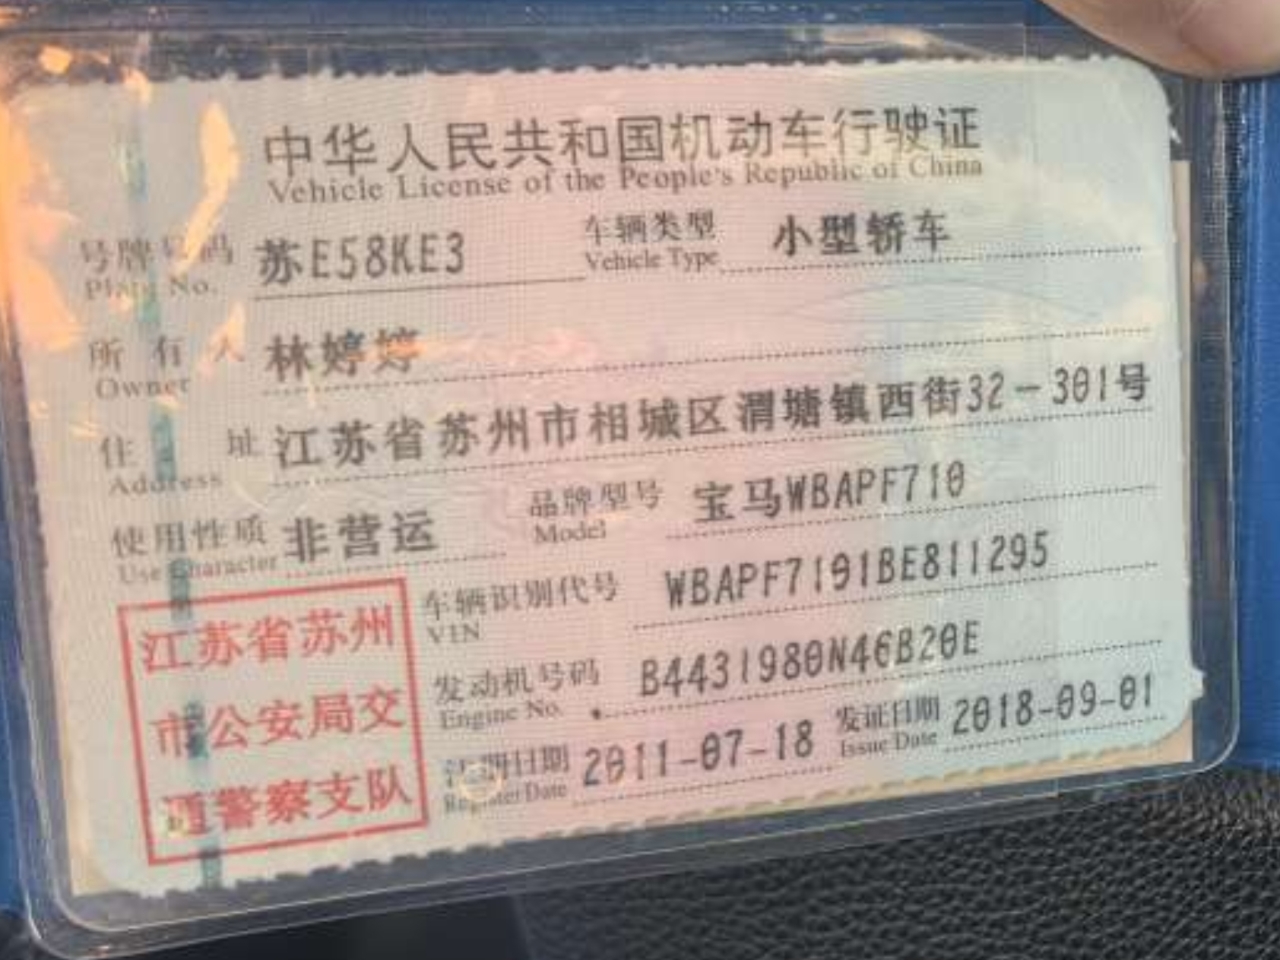 中华人民共和国机动车行驶证
Vehicle License of the People's Republic of China
号牌号码 苏E58KE3 车辆类型 小型轿车
Plate No. Vehicle Type
所有人 林婷婷
Owner
住址 江苏省苏州市相城区渭塘镇西街32-301号
Address
使用性质 非营运 品牌型号 宝马WBAPF710
Use Character Model
车辆识别代号 WBAPF7191BE811295
VIN
发动机号码 B4431980N46B20E
Engine No.
注册日期 2011-07-18 发证日期 2018-09-01
Register Date Issue Date
江苏省苏州
市公安局交
通警察支队